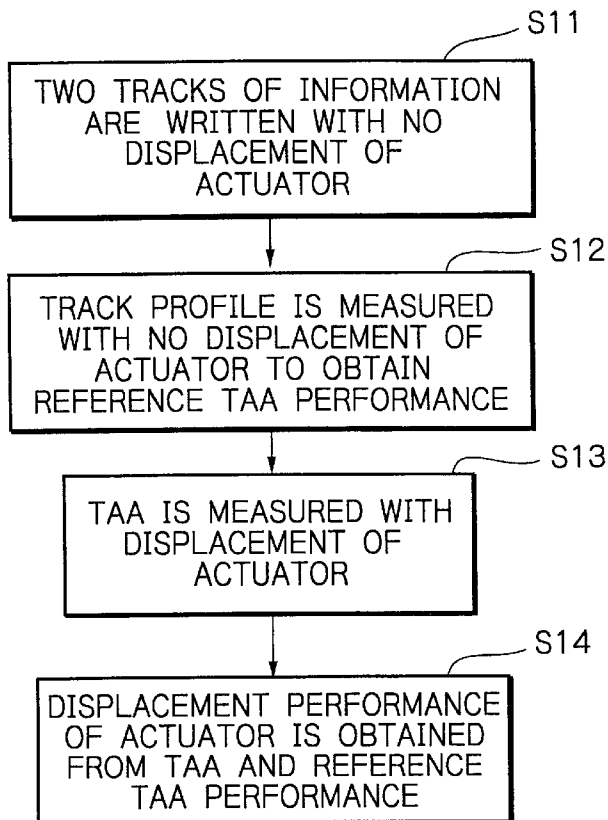 S11
TWO TRACKS OF INFORMATION
ARE WRITTEN WITH NO
DISPLACEMENT OF
ACTUATOR
S12
TRACK PROFILE IS MEASURED
WITH NO DISPLACEMENT OF
ACTUATOR TO OBTAIN
REFERENCE TAA PERFORMANCE
S13
TAA IS MEASURED WITH
DISPLACEMENT OF
ACTUATOR
S14
DISPLACEMENT PERFORMANCE
OF ACTUATOR IS OBTAINED
FROM TAA AND REFERENCE
TAA PERFORMANCE